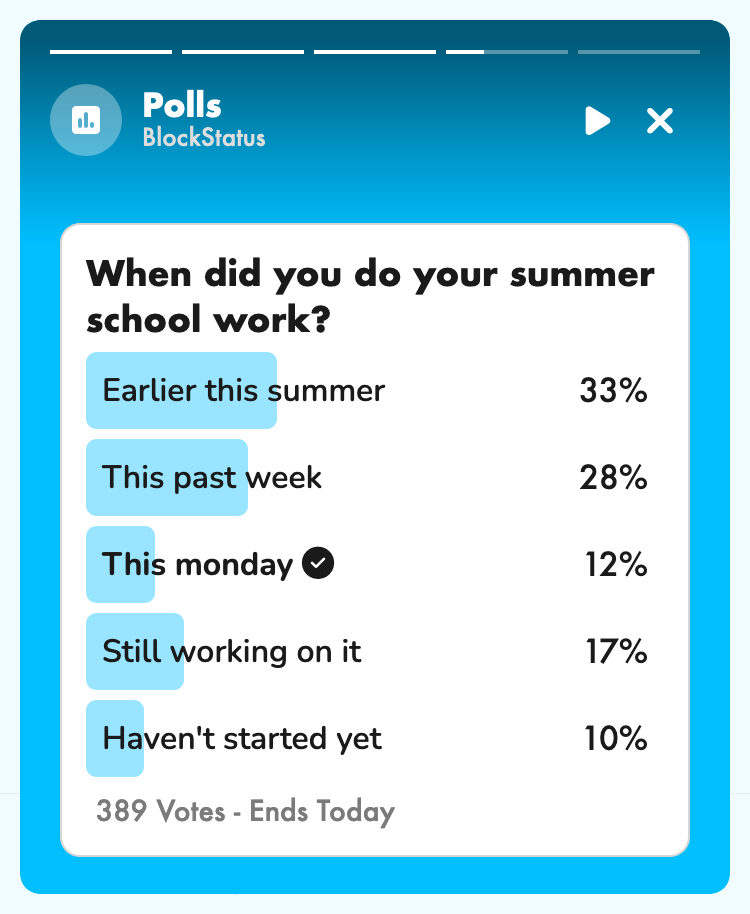 Polls
BlockStatus
When did you do your summer
school work?
Earlier this summer 33%
This past week 28%
This monday 12%
Still working on it 17%
Haven't started yet 10%
389 Votes - Ends Today